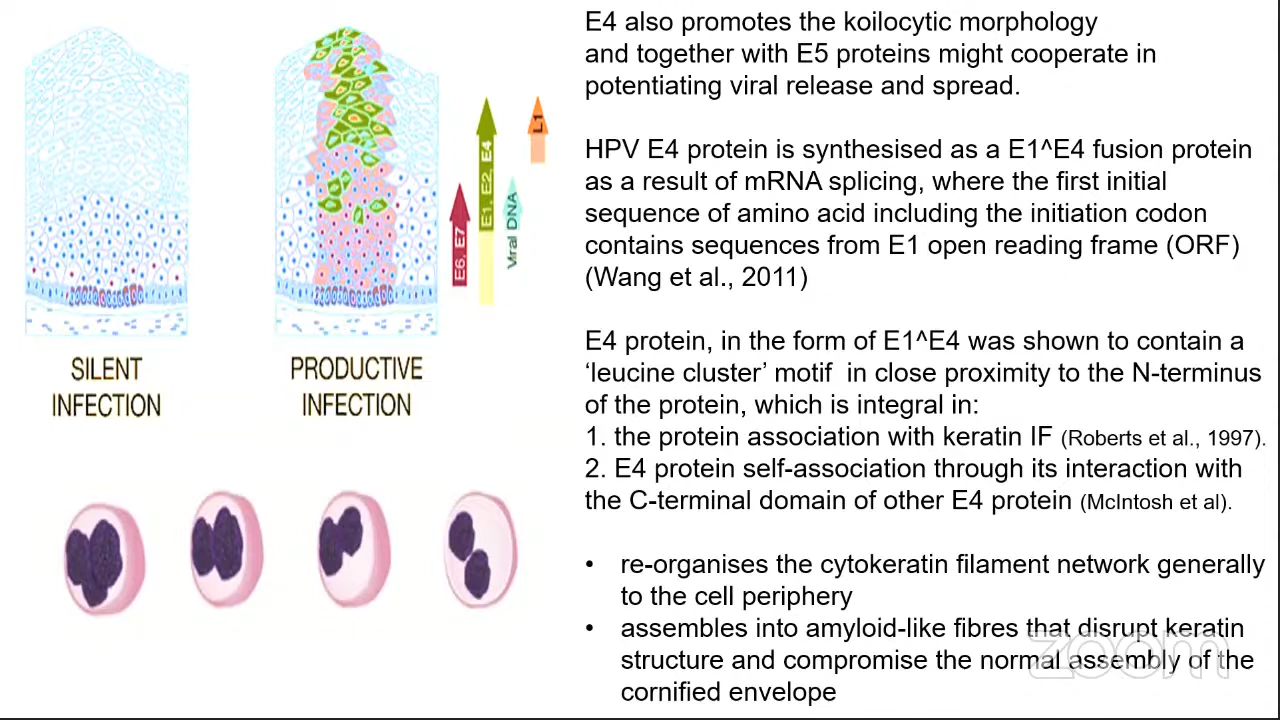 E4 also promotes the koilocytic morphology
and together with E5 proteins might cooperate in
potentiating viral release and spread.
HPV E4 protein is synthesised as a E1^E4 fusion protein
as a result of mRNA splicing, where the first initial
sequence of amino acid including the initiation codon
contains sequences from E1 open reading frame (ORF)
(Wang et al., 2011)
E4 protein, in the form of E1^E4 was shown to contain a
‘leucine cluster’ motif in close proximity to the N-terminus
of the protein, which is integral in:
1. the protein association with keratin IF (Roberts et al., 1997).
2. E4 protein self-association through its interaction with
the C-terminal domain of other E4 protein (McIntosh et al).
• re-organises the cytokeratin filament network generally
to the cell periphery
• assembles into amyloid-like fibres that disrupt keratin
structure and compromise the normal assembly of the
cornified envelope
E6, E7
E1, E2, E4
Viral DNA
L1
SILENT
INFECTION
PRODUCTIVE
INFECTION
zoom